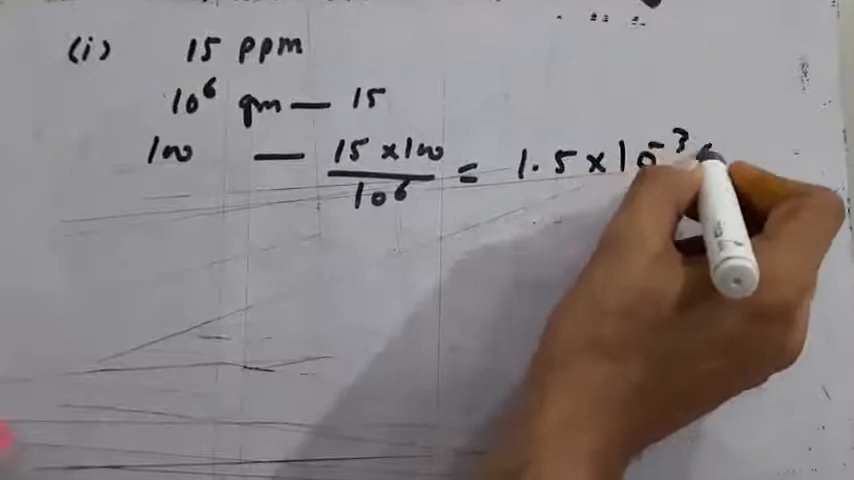 (i) 15 ppm
10⁶ gm — 15
100 — 15 x 100 / 10⁶ = 1.5 x 10⁻³